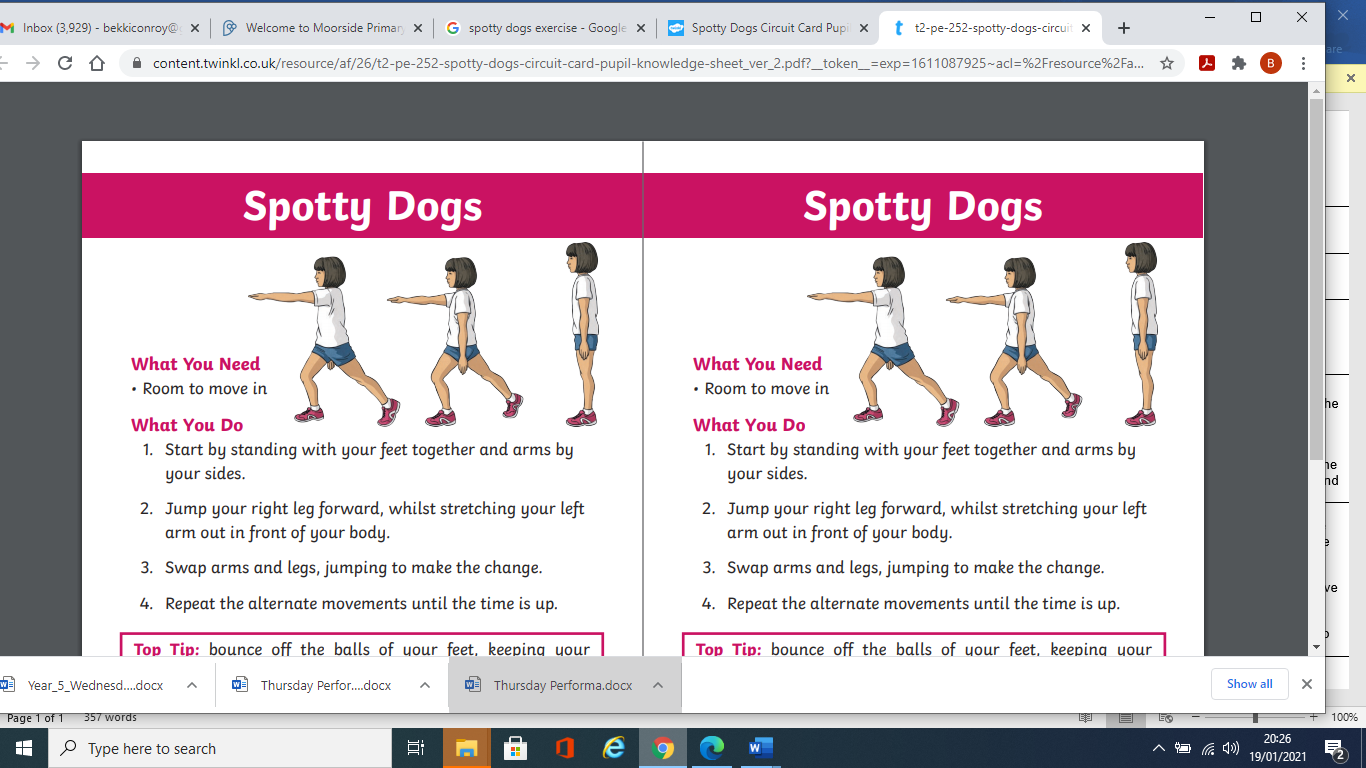 Inbox (3,929) - bekkiconroy@
Welcome to Moorside Primar
spotty dogs exercise - Google
Spotty Dogs Circuit Card Pupi
t2-pe-252-spotty-dogs-circuit
content.twinkl.co.uk/resource/af/26/t2-pe-252-spotty-dogs-circuit-card-pupil-knowledge-sheet_ver_2.pdf?__token__=exp=1611087925~acl=%2Fresource%2Fa...
B
Spotty Dogs
What You Need
• Room to move in
What You Do
1. Start by standing with your feet together and arms by
your sides.
2. Jump your right leg forward, whilst stretching your left
arm out in front of your body.
3. Swap arms and legs, jumping to make the change.
4. Repeat the alternate movements until the time is up.
Top Tip: bounce off the balls of your feet, keeping your
Spotty Dogs
What You Need
• Room to move in
What You Do
1. Start by standing with your feet together and arms by
your sides.
2. Jump your right leg forward, whilst stretching your left
arm out in front of your body.
3. Swap arms and legs, jumping to make the change.
4. Repeat the alternate movements until the time is up.
Top Tip: bounce off the balls of your feet, keeping your
Year_5_Wednesd....docx
Thursday Perfor....docx
Thursday Performa.docx
Show all
Page 1 of 1 357 words
100%
Type here to search
20:26
19/01/2021
2